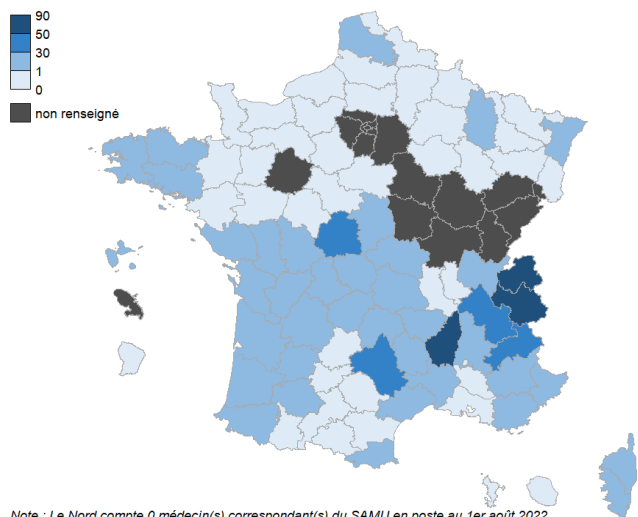 90
50
30
1
0
non renseigné
Note : Le Nord compte 0 médecin(s) correspondant(s) du SAMU en poste au 1er août 2022